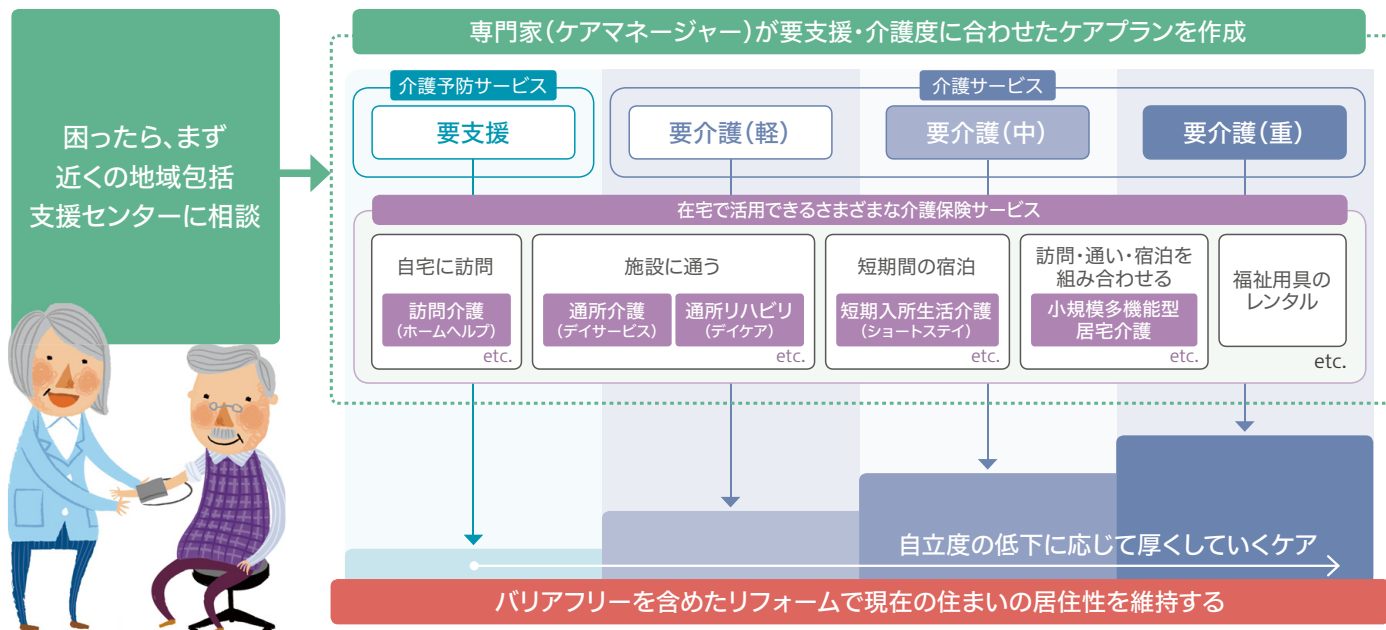 困ったら、まず
近くの地域包括
支援センターに相談
専門家（ケアマネージャー）が要支援・介護度に合わせたケアプランを作成
介護予防サービス
介護サービス
要支援
要介護（軽）
要介護（中）
要介護（重）
在宅で活用できるさまざまな介護保険サービス
自宅に訪問
訪問介護
（ホームヘルプ）
etc.
施設に通う
通所介護
（デイサービス）
通所リハビリ
（デイケア）
etc.
短期間の宿泊
短期入所生活介護
（ショートステイ）
etc.
訪問・通い・宿泊を
組み合わせる
小規模多機能型
居宅介護
etc.
福祉用具の
レンタル
etc.
自立度の低下に応じて厚くしていくケア
バリアフリーを含めたリフォームで現在の住まいの居住性を維持する